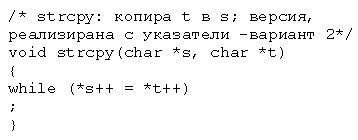 /* strcpy: копира t в s; версия,
реализирана с указатели -вариант 2*/
void strcpy(char *s, char *t)
{
while (*s++ = *t++)
;
}